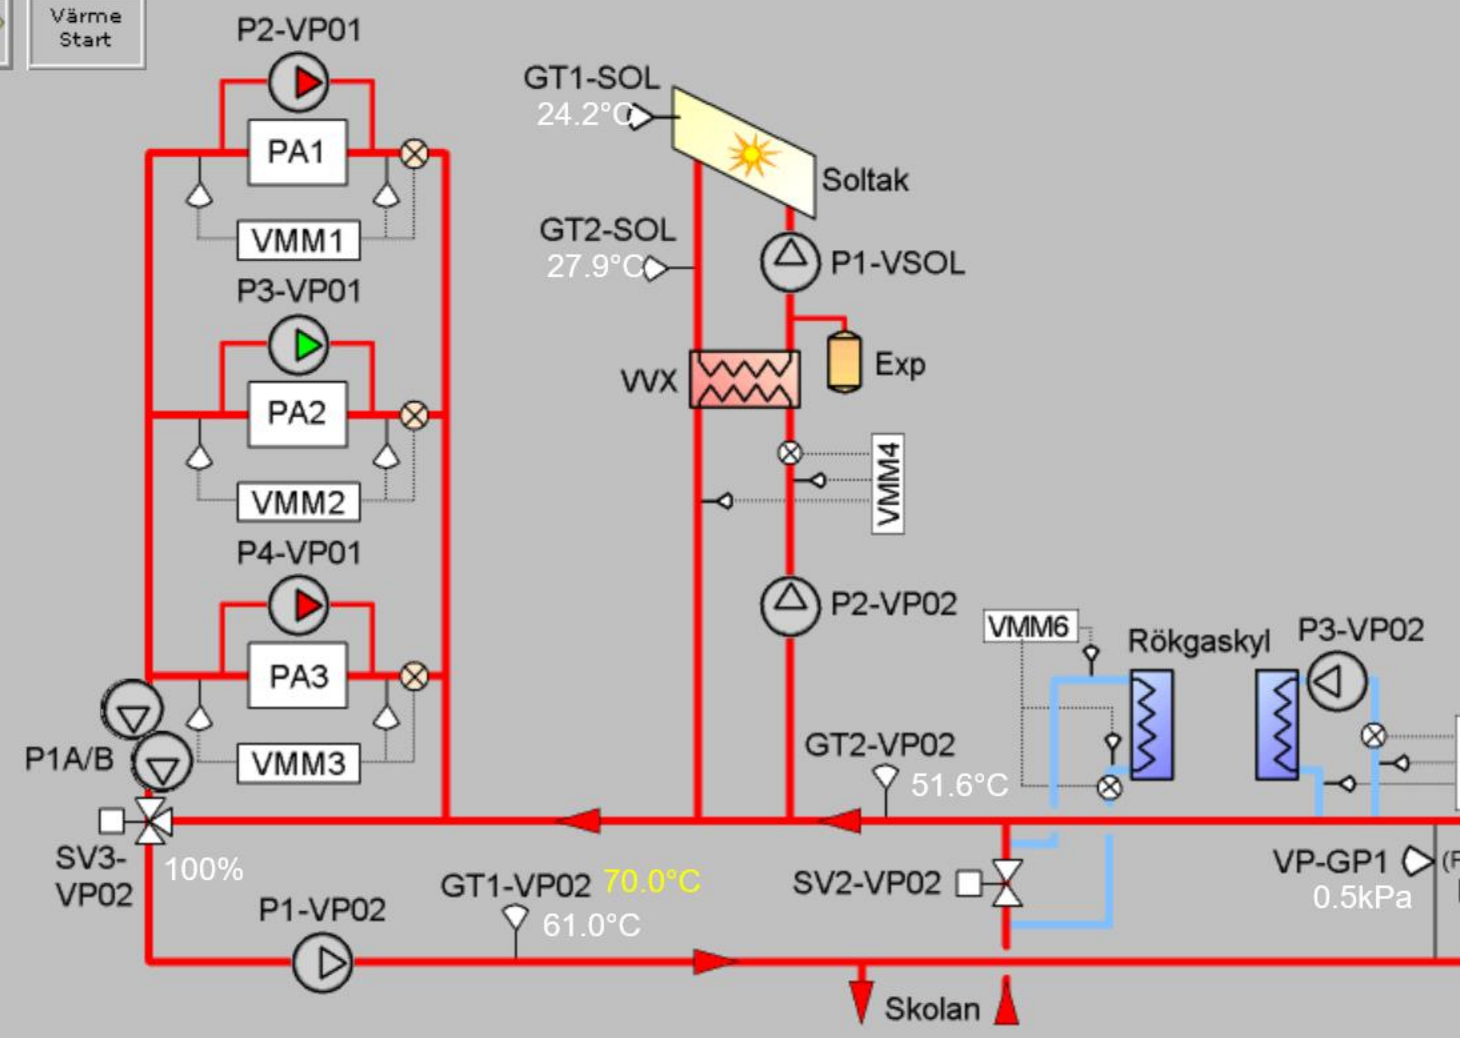 Värme
Start
P2-VP01
PA1
VMM1
P3-VP01
PA2
VMM2
P4-VP01
PA3
VMM3
P1A/B
SV3-
VP02
100%
P1-VP02
GT1-VP02 70.0°C
61.0°C
GT1-SOL
24.2°C
Soltak
GT2-SOL
27.9°C
P1-VSOL
VVX
Exp
VMM4
P2-VP02
GT2-VP02
51.6°C
VMM6
Rökgaskyl
P3-VP02
SV2-VP02
VP-GP1
0.5kPa
Skolan